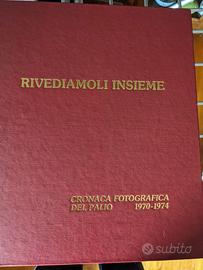 RIVEDIAMOLI INSIEME
CRONACA FOTOGRAFICA
DEL PALIO 1970-1974
subito